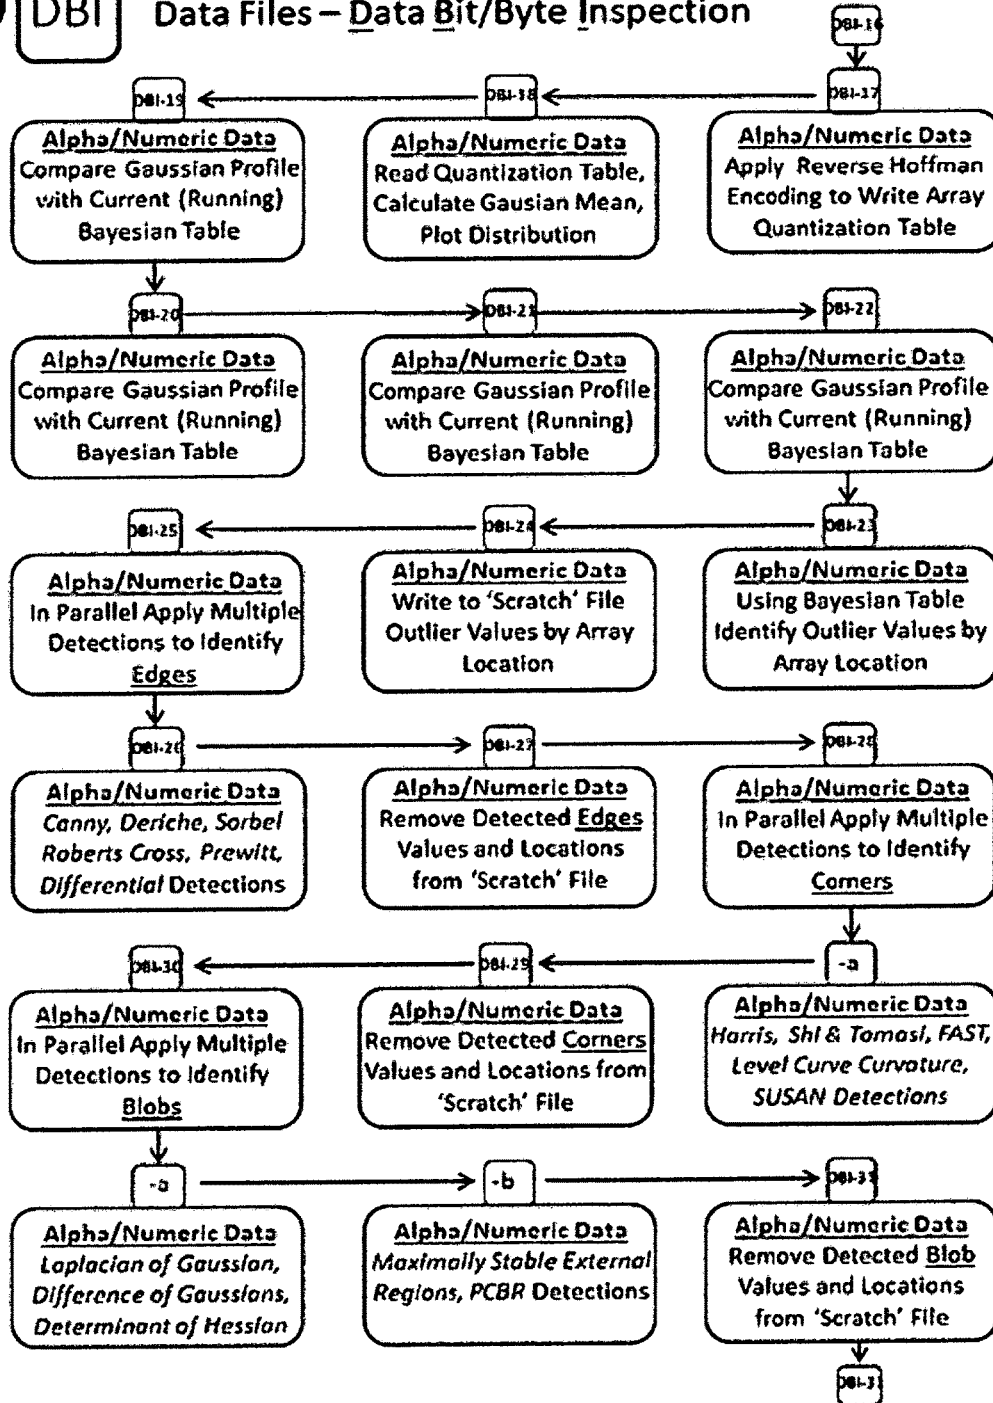 DBI
Data Files – Data Bit/Byte Inspection
DBI-16
DBI-19
DBI-18
DBI-17
Alpha/Numeric Data
Compare Gaussian Profile
with Current (Running)
Bayesian Table
Alpha/Numeric Data
Read Quantization Table,
Calculate Gausian Mean,
Plot Distribution
Alpha/Numeric Data
Apply Reverse Hoffman
Encoding to Write Array
Quantization Table
DBI-20
DBI-21
DBI-22
Alpha/Numeric Data
Compare Gaussian Profile
with Current (Running)
Bayesian Table
Alpha/Numeric Data
Compare Gaussian Profile
with Current (Running)
Bayesian Table
Alpha/Numeric Data
Compare Gaussian Profile
with Current (Running)
Bayesian Table
DBI-25
DBI-24
DBI-23
Alpha/Numeric Data
In Parallel Apply Multiple
Detections to Identify
Edges
Alpha/Numeric Data
Write to ‘Scratch’ File
Outlier Values by Array
Location
Alpha/Numeric Data
Using Bayesian Table
Identify Outlier Values by
Array Location
DBI-26
DBI-27
DBI-28
Alpha/Numeric Data
Canny, Deriche, Sorbel
Roberts Cross, Prewitt,
Differential Detections
Alpha/Numeric Data
Remove Detected Edges
Values and Locations
from ‘Scratch’ File
Alpha/Numeric Data
In Parallel Apply Multiple
Detections to Identify
Corners
DBI-30
DBI-29
-a
Alpha/Numeric Data
In Parallel Apply Multiple
Detections to Identify
Blobs
Alpha/Numeric Data
Remove Detected Corners
Values and Locations from
‘Scratch’ File
Alpha/Numeric Data
Harris, Shi & Tomasi, FAST,
Level Curve Curvature,
SUSAN Detections
-a
-b
Alpha/Numeric Data
Laplacian of Gaussian,
Difference of Gaussians,
Determinant of Hessian
Alpha/Numeric Data
Maximally Stable External
Regions, PCBR Detections
Alpha/Numeric Data
Remove Detected Blob
Values and Locations
from ‘Scratch’ File